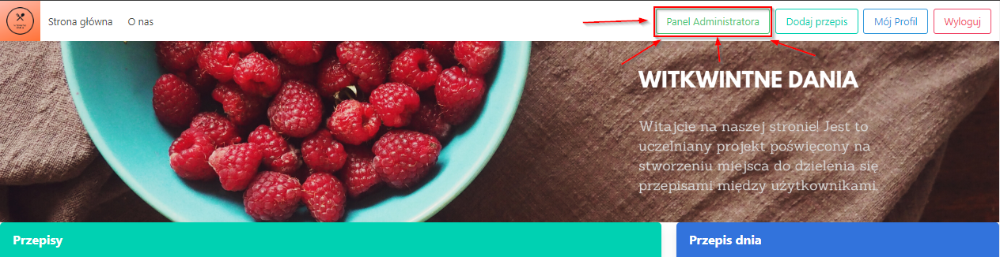 Strona główna O nas Panel Administratora Dodaj przepis Mój Profil Wyloguj
WITKWINTNE DANIA
Witajcie na naszej stronie! Jest to
uczelniany projekt poświęcony na
stworzeniu miejsca do dzielenia się
przepisami między użytkownikami.
Przepisy Przepis dnia